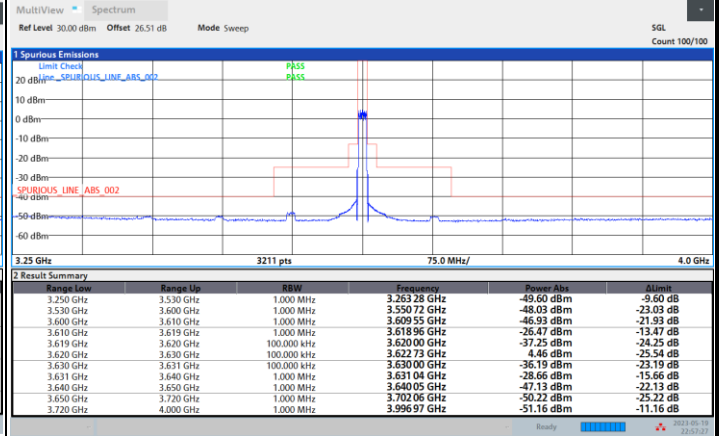 MultiView Spectrum
Ref Level 30.00 dBm Offset 26.51 dB Mode Sweep SGL
Count 100/100
1 Spurious Emissions
Limit Check PASS
Line _SPURIOUS_LINE_ABS_002 PASS
20 dBm
10 dBm
0 dBm
-10 dBm
-20 dBm
-30 dBm
SPURIOUS_LINE_ABS_002
-40 dBm
-50 dBm
-60 dBm
3.25 GHz 3211 pts 75.0 MHz/ 4.0 GHz
2 Result Summary
Range Low Range Up RBW Frequency Power Abs ΔLimit
3.250 GHz 3.530 GHz 1.000 MHz 3.263 28 GHz -49.60 dBm -9.60 dB
3.530 GHz 3.600 GHz 1.000 MHz 3.550 72 GHz -48.03 dBm -23.03 dB
3.600 GHz 3.610 GHz 1.000 MHz 3.609 55 GHz -46.93 dBm -21.93 dB
3.610 GHz 3.619 GHz 1.000 MHz 3.618 96 GHz -26.47 dBm -13.47 dB
3.619 GHz 3.620 GHz 100.000 kHz 3.620 00 GHz -37.25 dBm -24.25 dB
3.620 GHz 3.630 GHz 100.000 kHz 3.622 73 GHz 4.46 dBm -25.54 dB
3.630 GHz 3.631 GHz 100.000 kHz 3.630 00 GHz -36.19 dBm -23.19 dB
3.631 GHz 3.640 GHz 1.000 MHz 3.631 04 GHz -28.66 dBm -15.66 dB
3.640 GHz 3.650 GHz 1.000 MHz 3.640 05 GHz -47.13 dBm -22.13 dB
3.650 GHz 3.720 GHz 1.000 MHz 3.702 06 GHz -50.22 dBm -25.22 dB
3.720 GHz 4.000 GHz 1.000 MHz 3.996 97 GHz -51.16 dBm -11.16 dB
Ready 2023-05-19
22:57:27